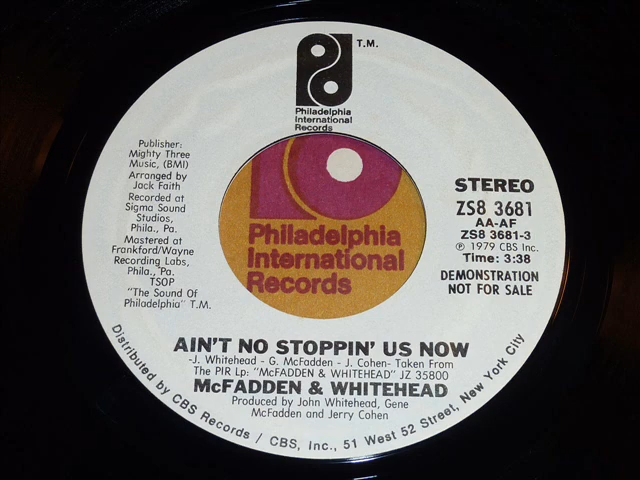 T.M.
Philadelphia
International
Records
Publisher:
Mighty Three
Music, (BMI)
Arranged by
Jack Faith
Recorded at
Sigma Sound
Studios,
Phila., Pa.
Mastered at
Frankford/Wayne
Recording Labs,
Phila., Pa.
TSOP
"The Sound Of
Philadelphia" T.M.
Philadelphia
International
Records
STEREO
ZS8 3681
AA-AF
ZS8 3681-3
℗ 1979 CBS Inc.
Time: 3:38
DEMONSTRATION
NOT FOR SALE
AIN'T NO STOPPIN' US NOW
-J. Whitehead - G. McFadden - J. Cohen- Taken From
The PIR Lp: "McFADDEN & WHITEHEAD" JZ 35800
McFADDEN & WHITEHEAD
Produced by John Whitehead, Gene
McFadden and Jerry Cohen
Distributed by CBS Records / CBS, Inc., 51 West 52 Street, New York City